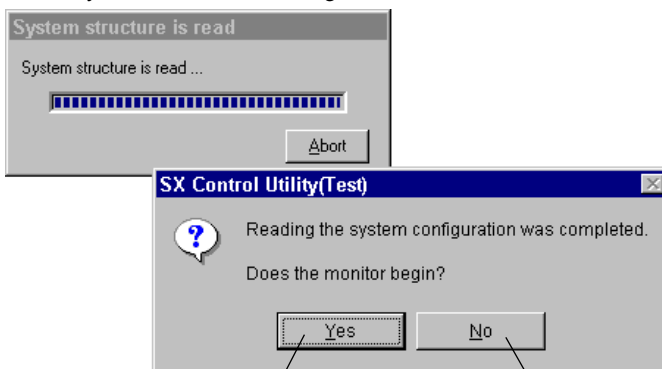 System structure is read
System structure is read ...
Abort
SX Control Utility(Test)
Reading the system configuration was completed.
Does the monitor begin?
Yes
No